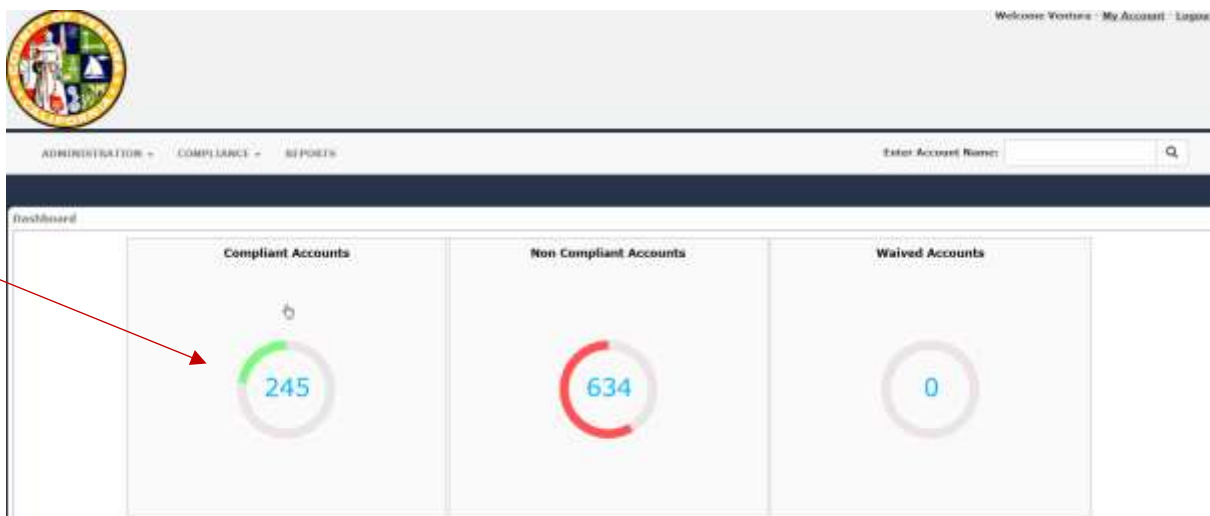 Welcome Ventura - My Account - Logout
ADMINISTRATION COMPLIANCE REPORTS Enter Account Name:
Dashboard
Compliant Accounts Non Compliant Accounts Waived Accounts
245 634 0